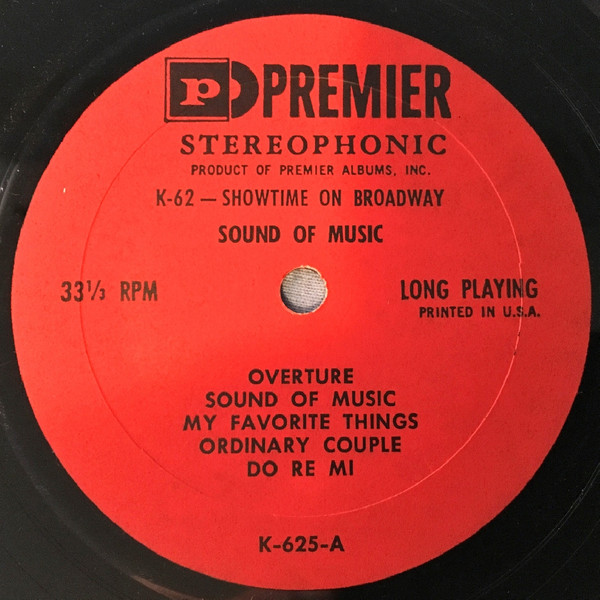 P PREMIER
STEREOPHONIC
PRODUCT OF PREMIER ALBUMS, INC.
K-62 — SHOWTIME ON BROADWAY
SOUND OF MUSIC
33⅓ RPM
LONG PLAYING
PRINTED IN U.S.A.
OVERTURE
SOUND OF MUSIC
MY FAVORITE THINGS
ORDINARY COUPLE
DO RE MI
K-625-A